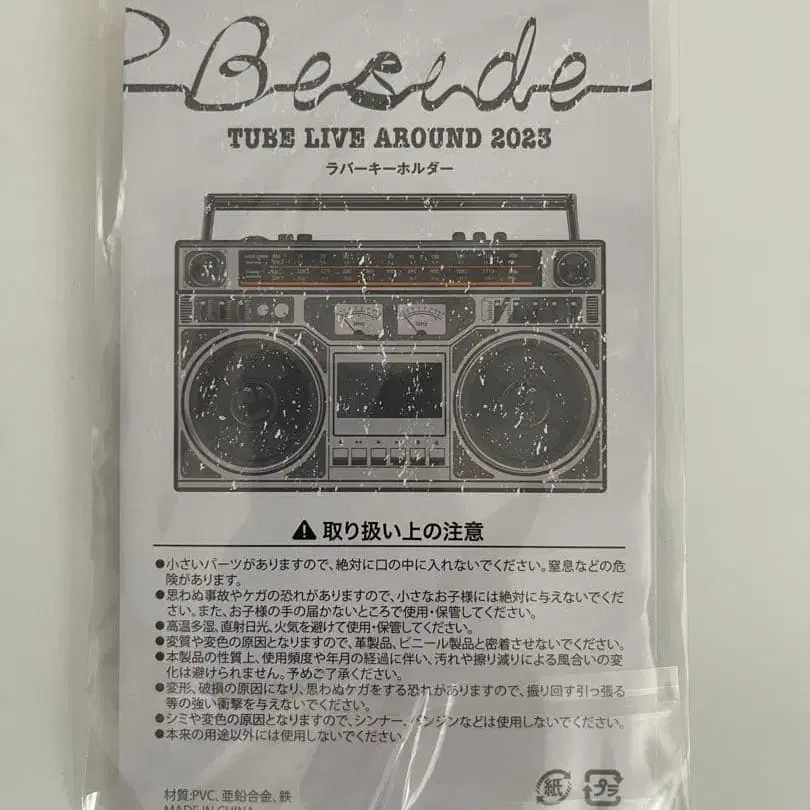 Beside
TUBE LIVE AROUND 2023
ラバーキーホルダー
取り扱い上の注意
●小さいパーツがありますので、絶対に口の中に入れないでください。窒息などの危
険があります。
●思わぬ事故やケガの恐れがありますので、小さなお子様には絶対に与えないでくだ
さい。また、お子様の手の届かないところで使用・保管してください。
●高温多湿、直射日光、火気を避けて使用・保管してください。
●変質や変色の原因となりますので、革製品、ビニール製品と密着させないでください。
●本製品の性質上、使用頻度や年月の経過に伴い、汚れや擦り減りによる風合いの変
化は避けられません。予めご了承ください。
●変形、破損の原因になり、思わぬケガをする恐れがありますので、振り回す引っ張る
等の強い衝撃を与えないでください。
●シミや変色の原因となりますので、シンナー、ベンジンなどは使用しないでください。
●本来の用途以外には使用しないでください。
材質:PVC、亜鉛合金、鉄
MADE IN CHINA
紙 プラ